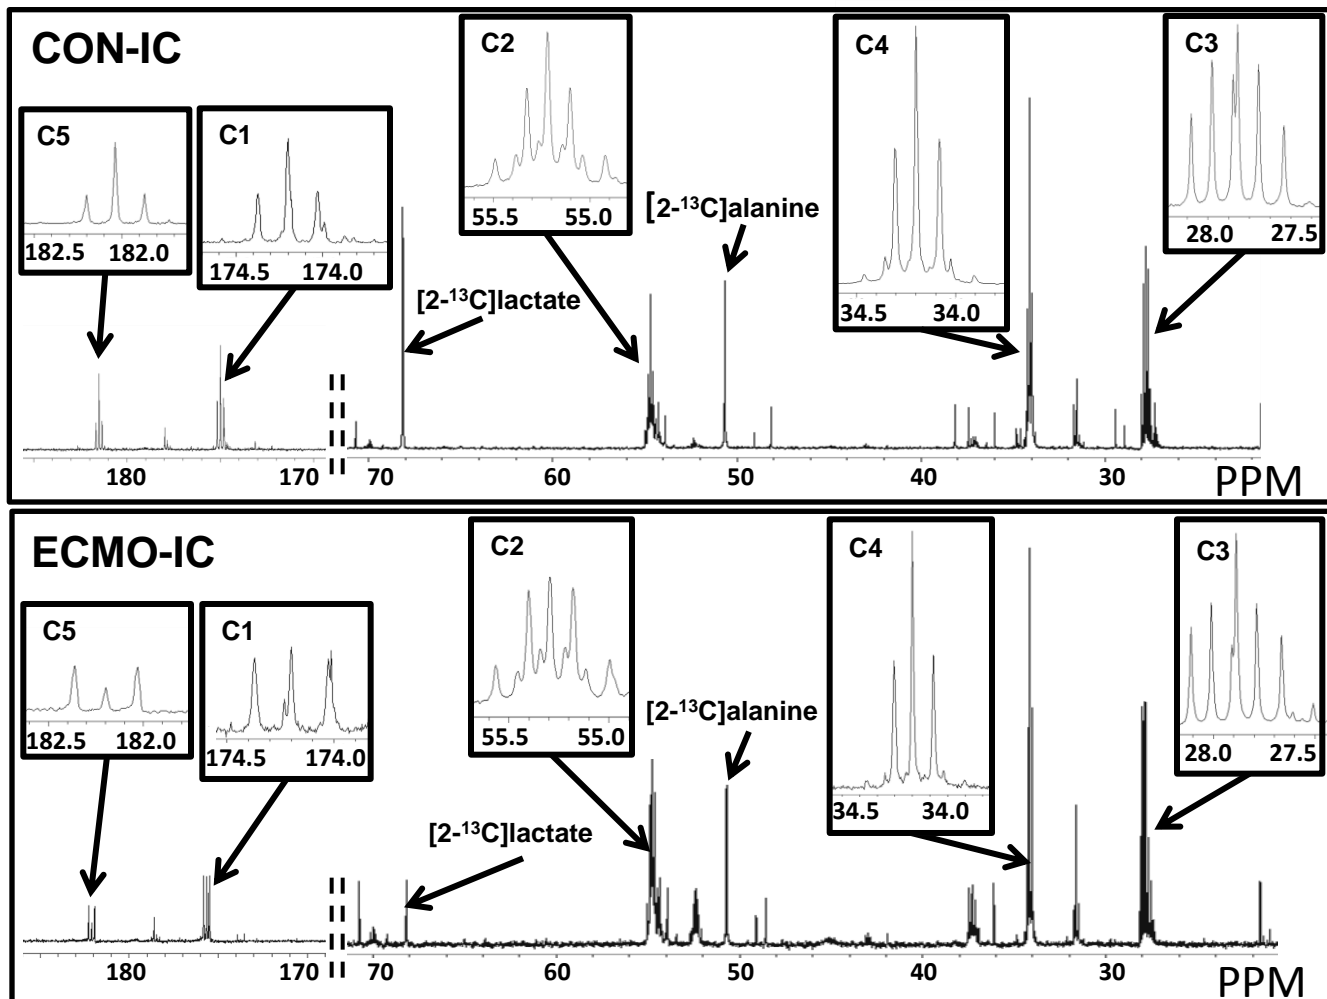 CON-IC
C5
182.5 182.0
C1
174.5 174.0
C2
55.5 55.0
[2-¹³C]alanine
[2-¹³C]lactate
C4
34.5 34.0
C3
28.0 27.5
180 170 70 60 50 40 30 PPM
ECMO-IC
C5
182.5 182.0
C1
174.5 174.0
C2
55.5 55.0
[2-¹³C]alanine
[2-¹³C]lactate
C4
34.5 34.0
C3
28.0 27.5
180 170 70 60 50 40 30 PPM